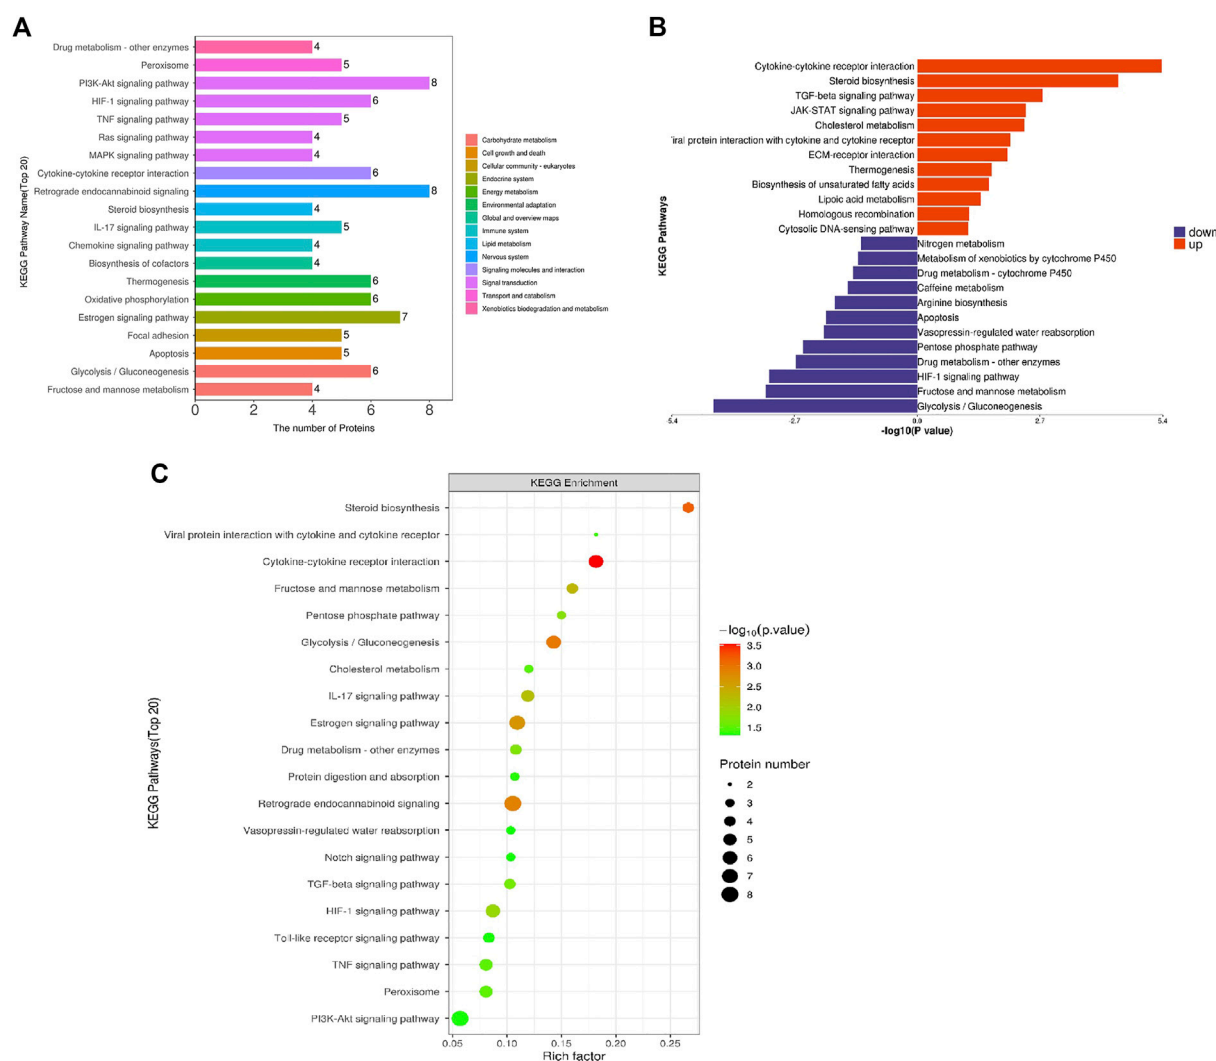 A
Drug metabolism - other enzymes
4
Peroxisome
5
PI3K-Akt signaling pathway
8
HIF-1 signaling pathway
6
TNF signaling pathway
5
Ras signaling pathway
4
MAPK signaling pathway
4
Cytokine-cytokine receptor interaction
6
Retrograde endocannabinoid signaling
8
Steroid biosynthesis
4
IL-17 signaling pathway
5
Chemokine signaling pathway
4
Biosynthesis of cofactors
4
Thermogenesis
6
Oxidative phosphorylation
6
Estrogen signaling pathway
7
Focal adhesion
5
Apoptosis
5
Glycolysis / Gluconeogenesis
6
Fructose and mannose metabolism
4
0 2 4 6 8
The number of Proteins
KEGG Pathway Name(Top 20)
Carbohydrate metabolism
Cell growth and death
Cellular community - eukaryotes
Endocrine system
Energy metabolism
Environmental adaptation
Global and overview maps
Immune system
Lipid metabolism
Nervous system
Signaling molecules and interaction
Signal transduction
Transport and catabolism
Xenobiotics biodegradation and metabolism
B
Cytokine-cytokine receptor interaction
Steroid biosynthesis
TGF-beta signaling pathway
JAK-STAT signaling pathway
Cholesterol metabolism
iral protein interaction with cytokine and cytokine receptor
ECM-receptor interaction
Thermogenesis
Biosynthesis of unsaturated fatty acids
Lipoic acid metabolism
Homologous recombination
Cytosolic DNA-sensing pathway
Nitrogen metabolism
Metabolism of xenobiotics by cytochrome P450
Drug metabolism - cytochrome P450
Caffeine metabolism
Arginine biosynthesis
Apoptosis
Vasopressin-regulated water reabsorption
Pentose phosphate pathway
Drug metabolism - other enzymes
HIF-1 signaling pathway
Fructose and mannose metabolism
Glycolysis / Gluconeogenesis
-5.4 -2.7 0.0 2.7 5.4
-log10(P value)
KEGG Pathways
down
up
C
KEGG Enrichment
Steroid biosynthesis
Viral protein interaction with cytokine and cytokine receptor
Cytokine-cytokine receptor interaction
Fructose and mannose metabolism
Pentose phosphate pathway
Glycolysis / Gluconeogenesis
Cholesterol metabolism
IL-17 signaling pathway
Estrogen signaling pathway
Drug metabolism - other enzymes
Protein digestion and absorption
Retrograde endocannabinoid signaling
Vasopressin-regulated water reabsorption
Notch signaling pathway
TGF-beta signaling pathway
HIF-1 signaling pathway
Toll-like receptor signaling pathway
TNF signaling pathway
Peroxisome
PI3K-Akt signaling pathway
0.05 0.10 0.15 0.20 0.25
Rich factor
KEGG Pathways(Top 20)
−log₁₀(p.value)
3.5
3.0
2.5
2.0
1.5
Protein number
2
3
4
5
6
7
8